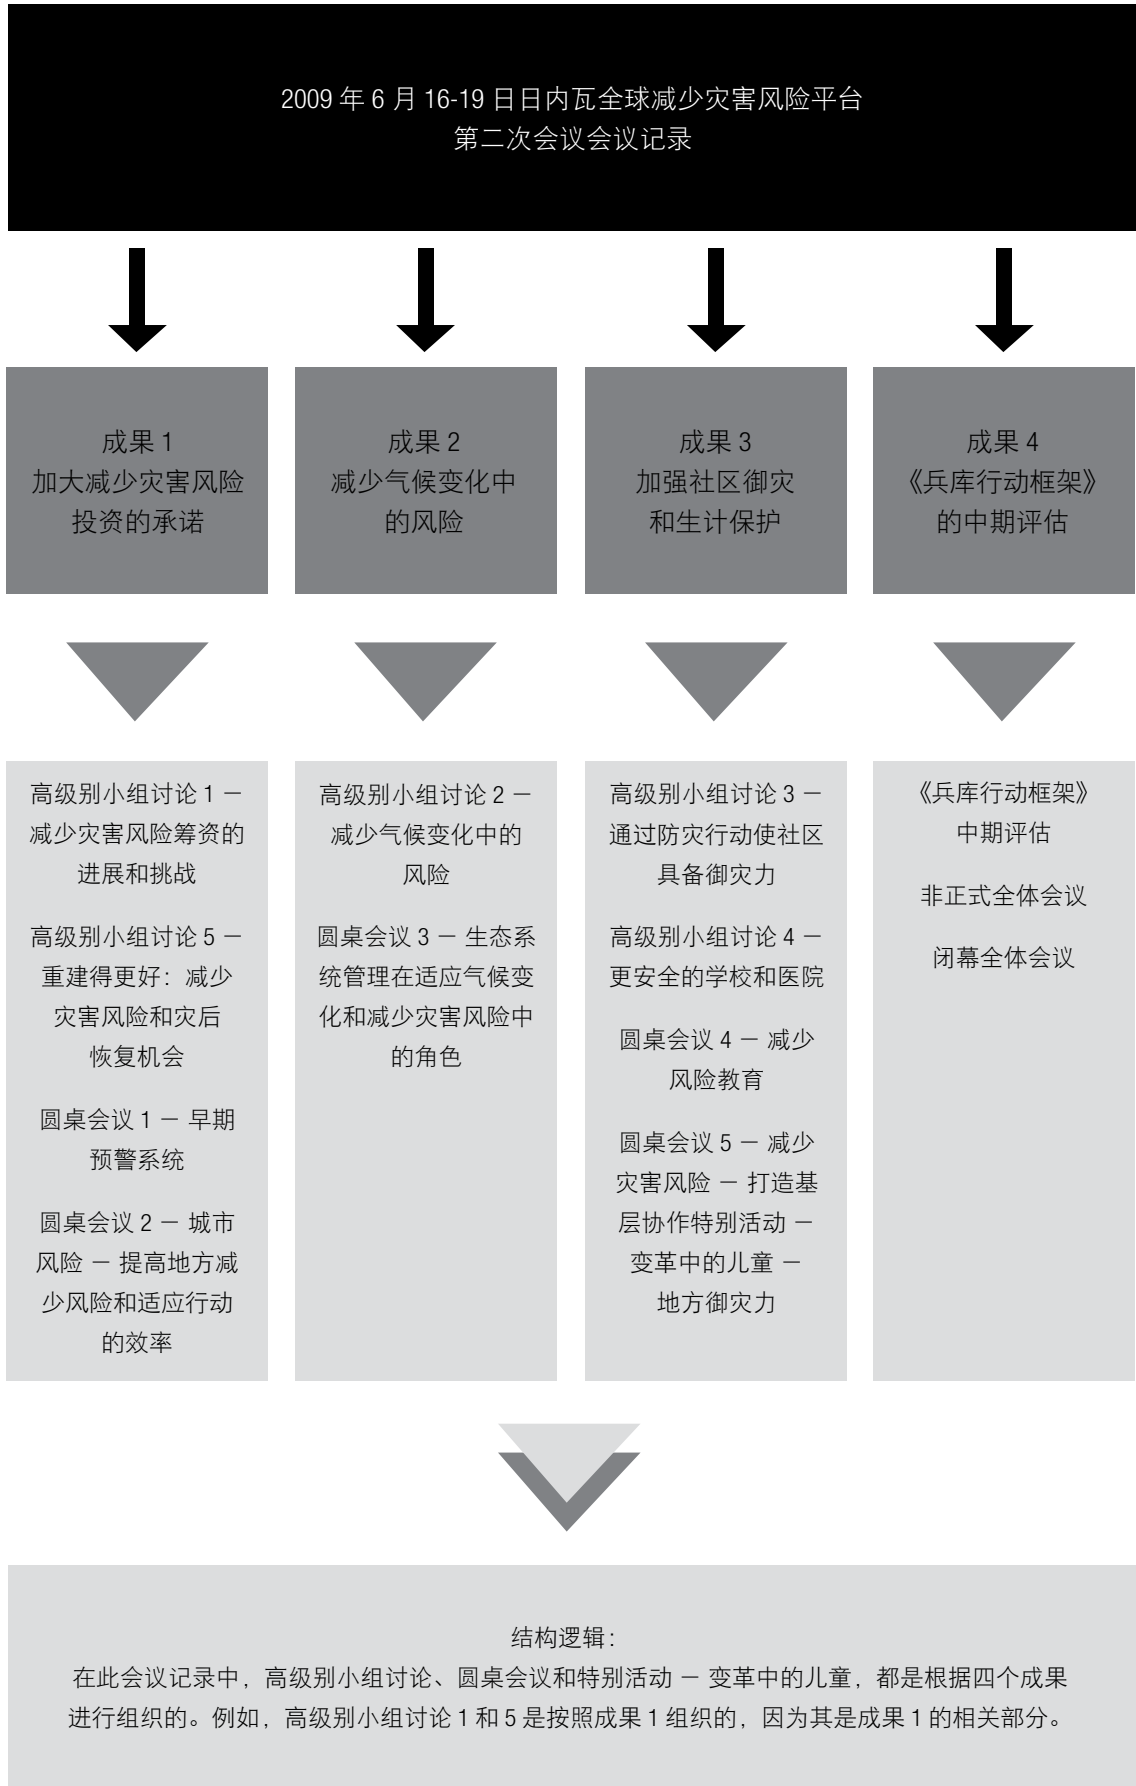 2009 年 6 月 16-19 日日内瓦全球减少灾害风险平台
第二次会议会议记录
成果 1
加大减少灾害风险
投资的承诺
成果 2
减少气候变化中
的风险
成果 3
加强社区御灾
和生计保护
成果 4
《兵库行动框架》
的中期评估
高级别小组讨论 1 －
减少灾害风险筹资的
进展和挑战
高级别小组讨论 5 －
重建得更好：减少
灾害风险和灾后
恢复机会
圆桌会议 1 － 早期
预警系统
圆桌会议 2 － 城市
风险 － 提高地方减
少风险和适应行动
的效率
高级别小组讨论 2 －
减少气候变化中的
风险
圆桌会议 3 － 生态系
统管理在适应气候变
化和减少灾害风险中
的角色
高级别小组讨论 3 －
通过防灾行动使社区
具备御灾力
高级别小组讨论 4 －
更安全的学校和医院
圆桌会议 4 － 减少
风险教育
圆桌会议 5 － 减少
灾害风险 － 打造基
层协作特别活动 －
变革中的儿童 －
地方御灾力
《兵库行动框架》
中期评估
非正式全体会议
闭幕全体会议
结构逻辑：
在此会议记录中，高级别小组讨论、圆桌会议和特别活动 － 变革中的儿童，都是根据四个成果
进行组织的。例如，高级别小组讨论 1 和 5 是按照成果 1 组织的，因为其是成果 1 的相关部分。